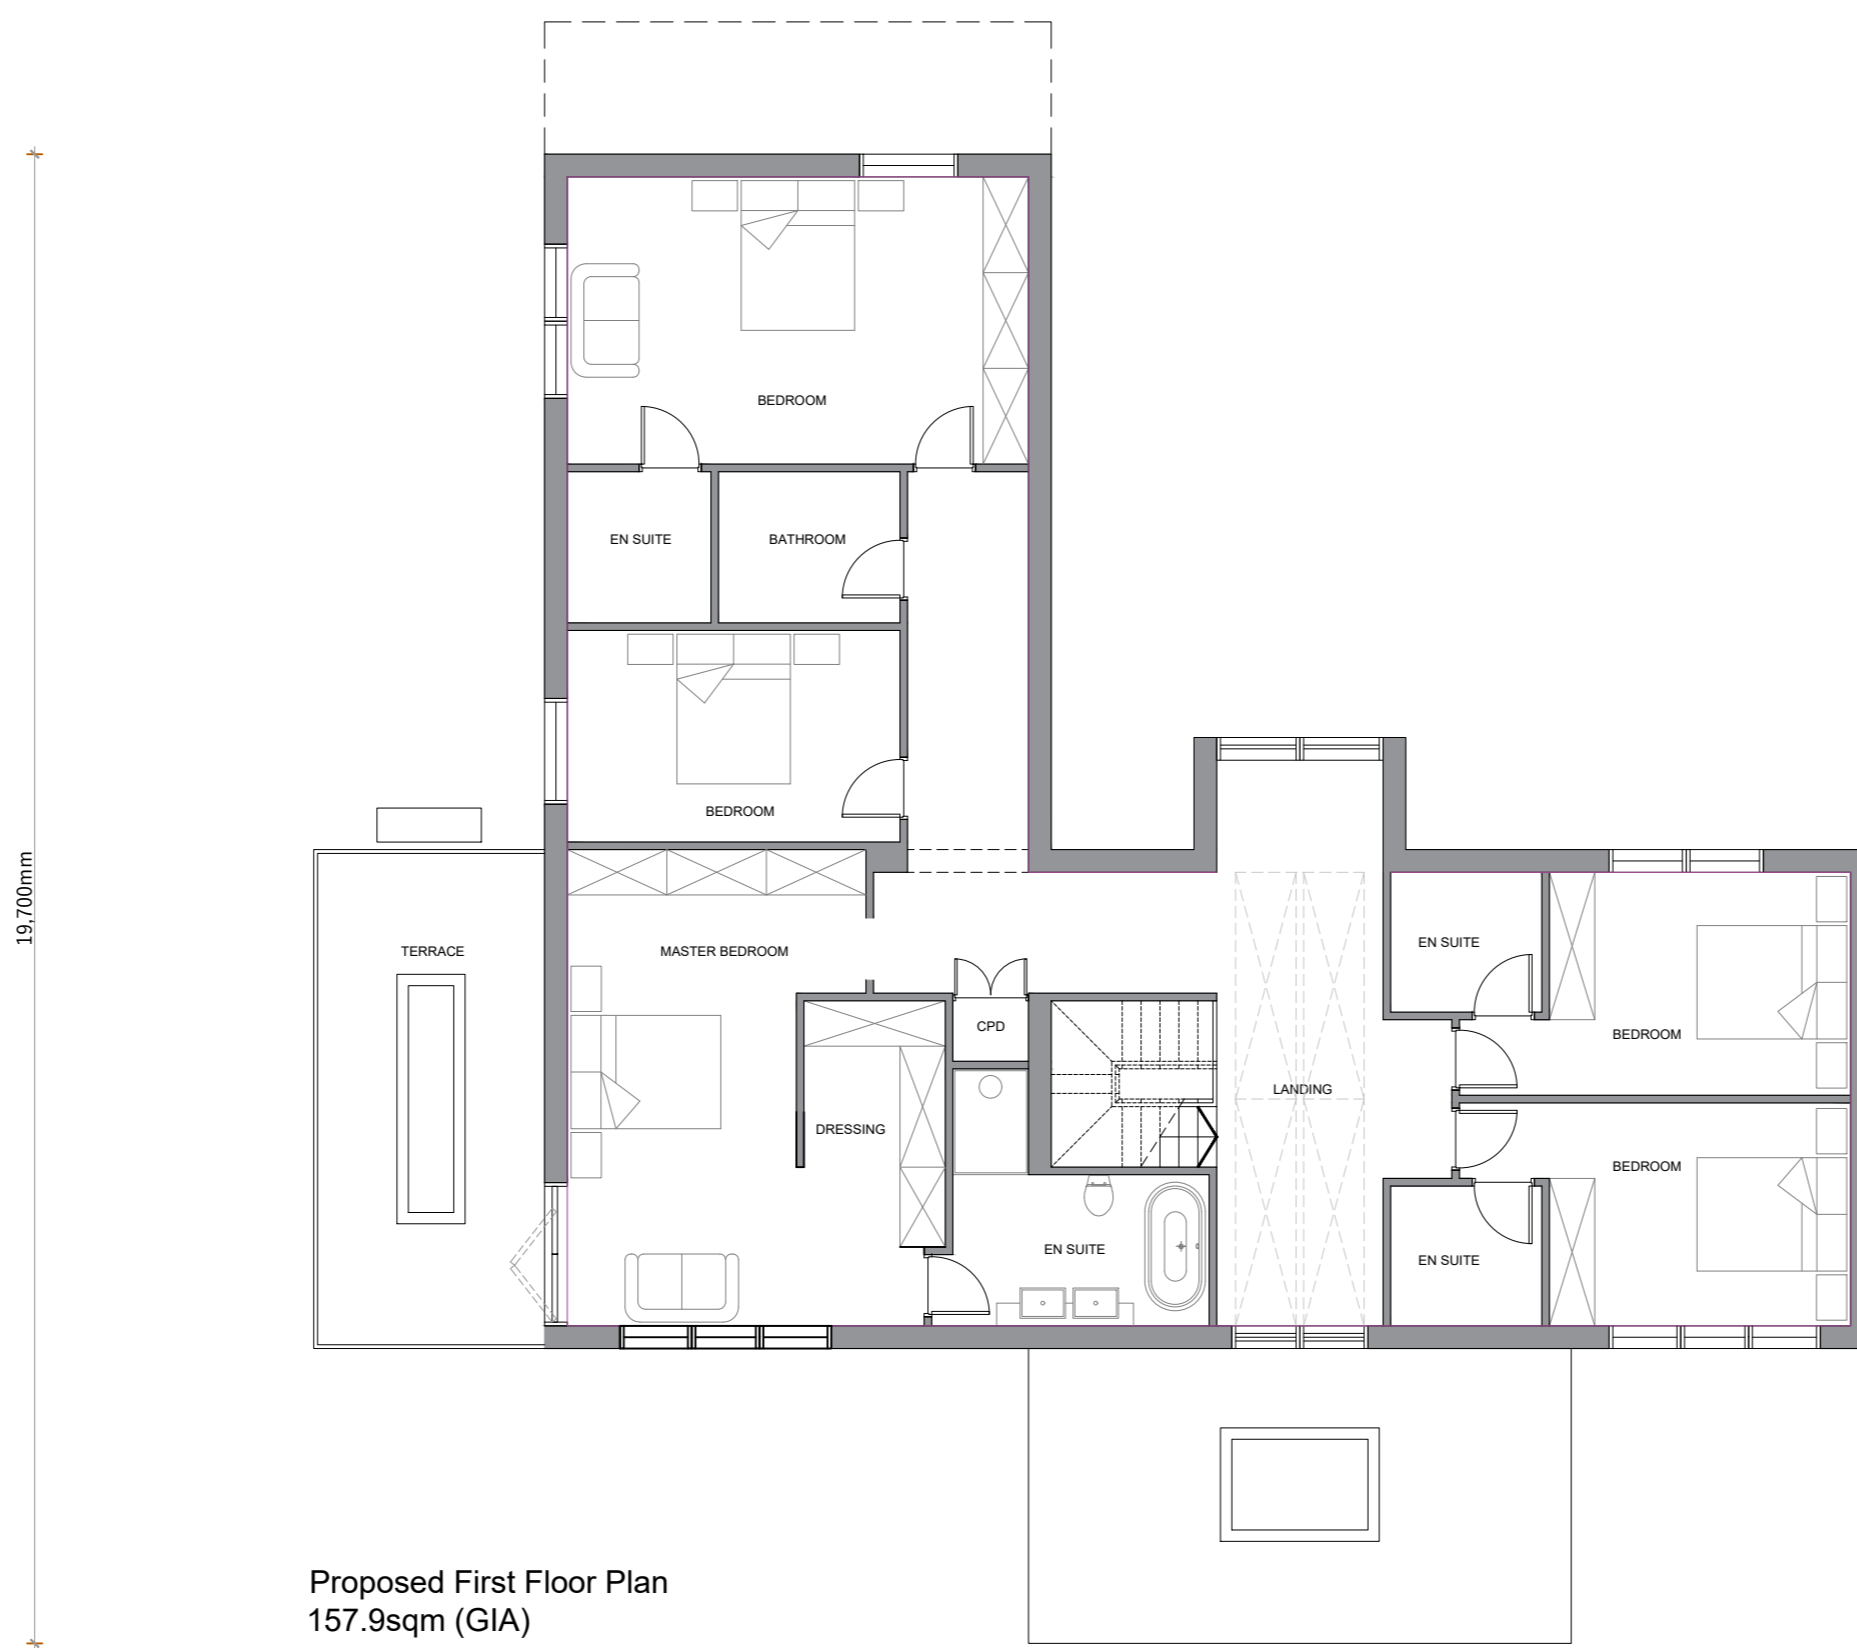 BEDROOM
EN SUITE
BATHROOM
BEDROOM
19,700mm
TERRACE
MASTER BEDROOM
EN SUITE
CPD
BEDROOM
LANDING
DRESSING
BEDROOM
EN SUITE
EN SUITE
Proposed First Floor Plan
157.9sqm (GIA)